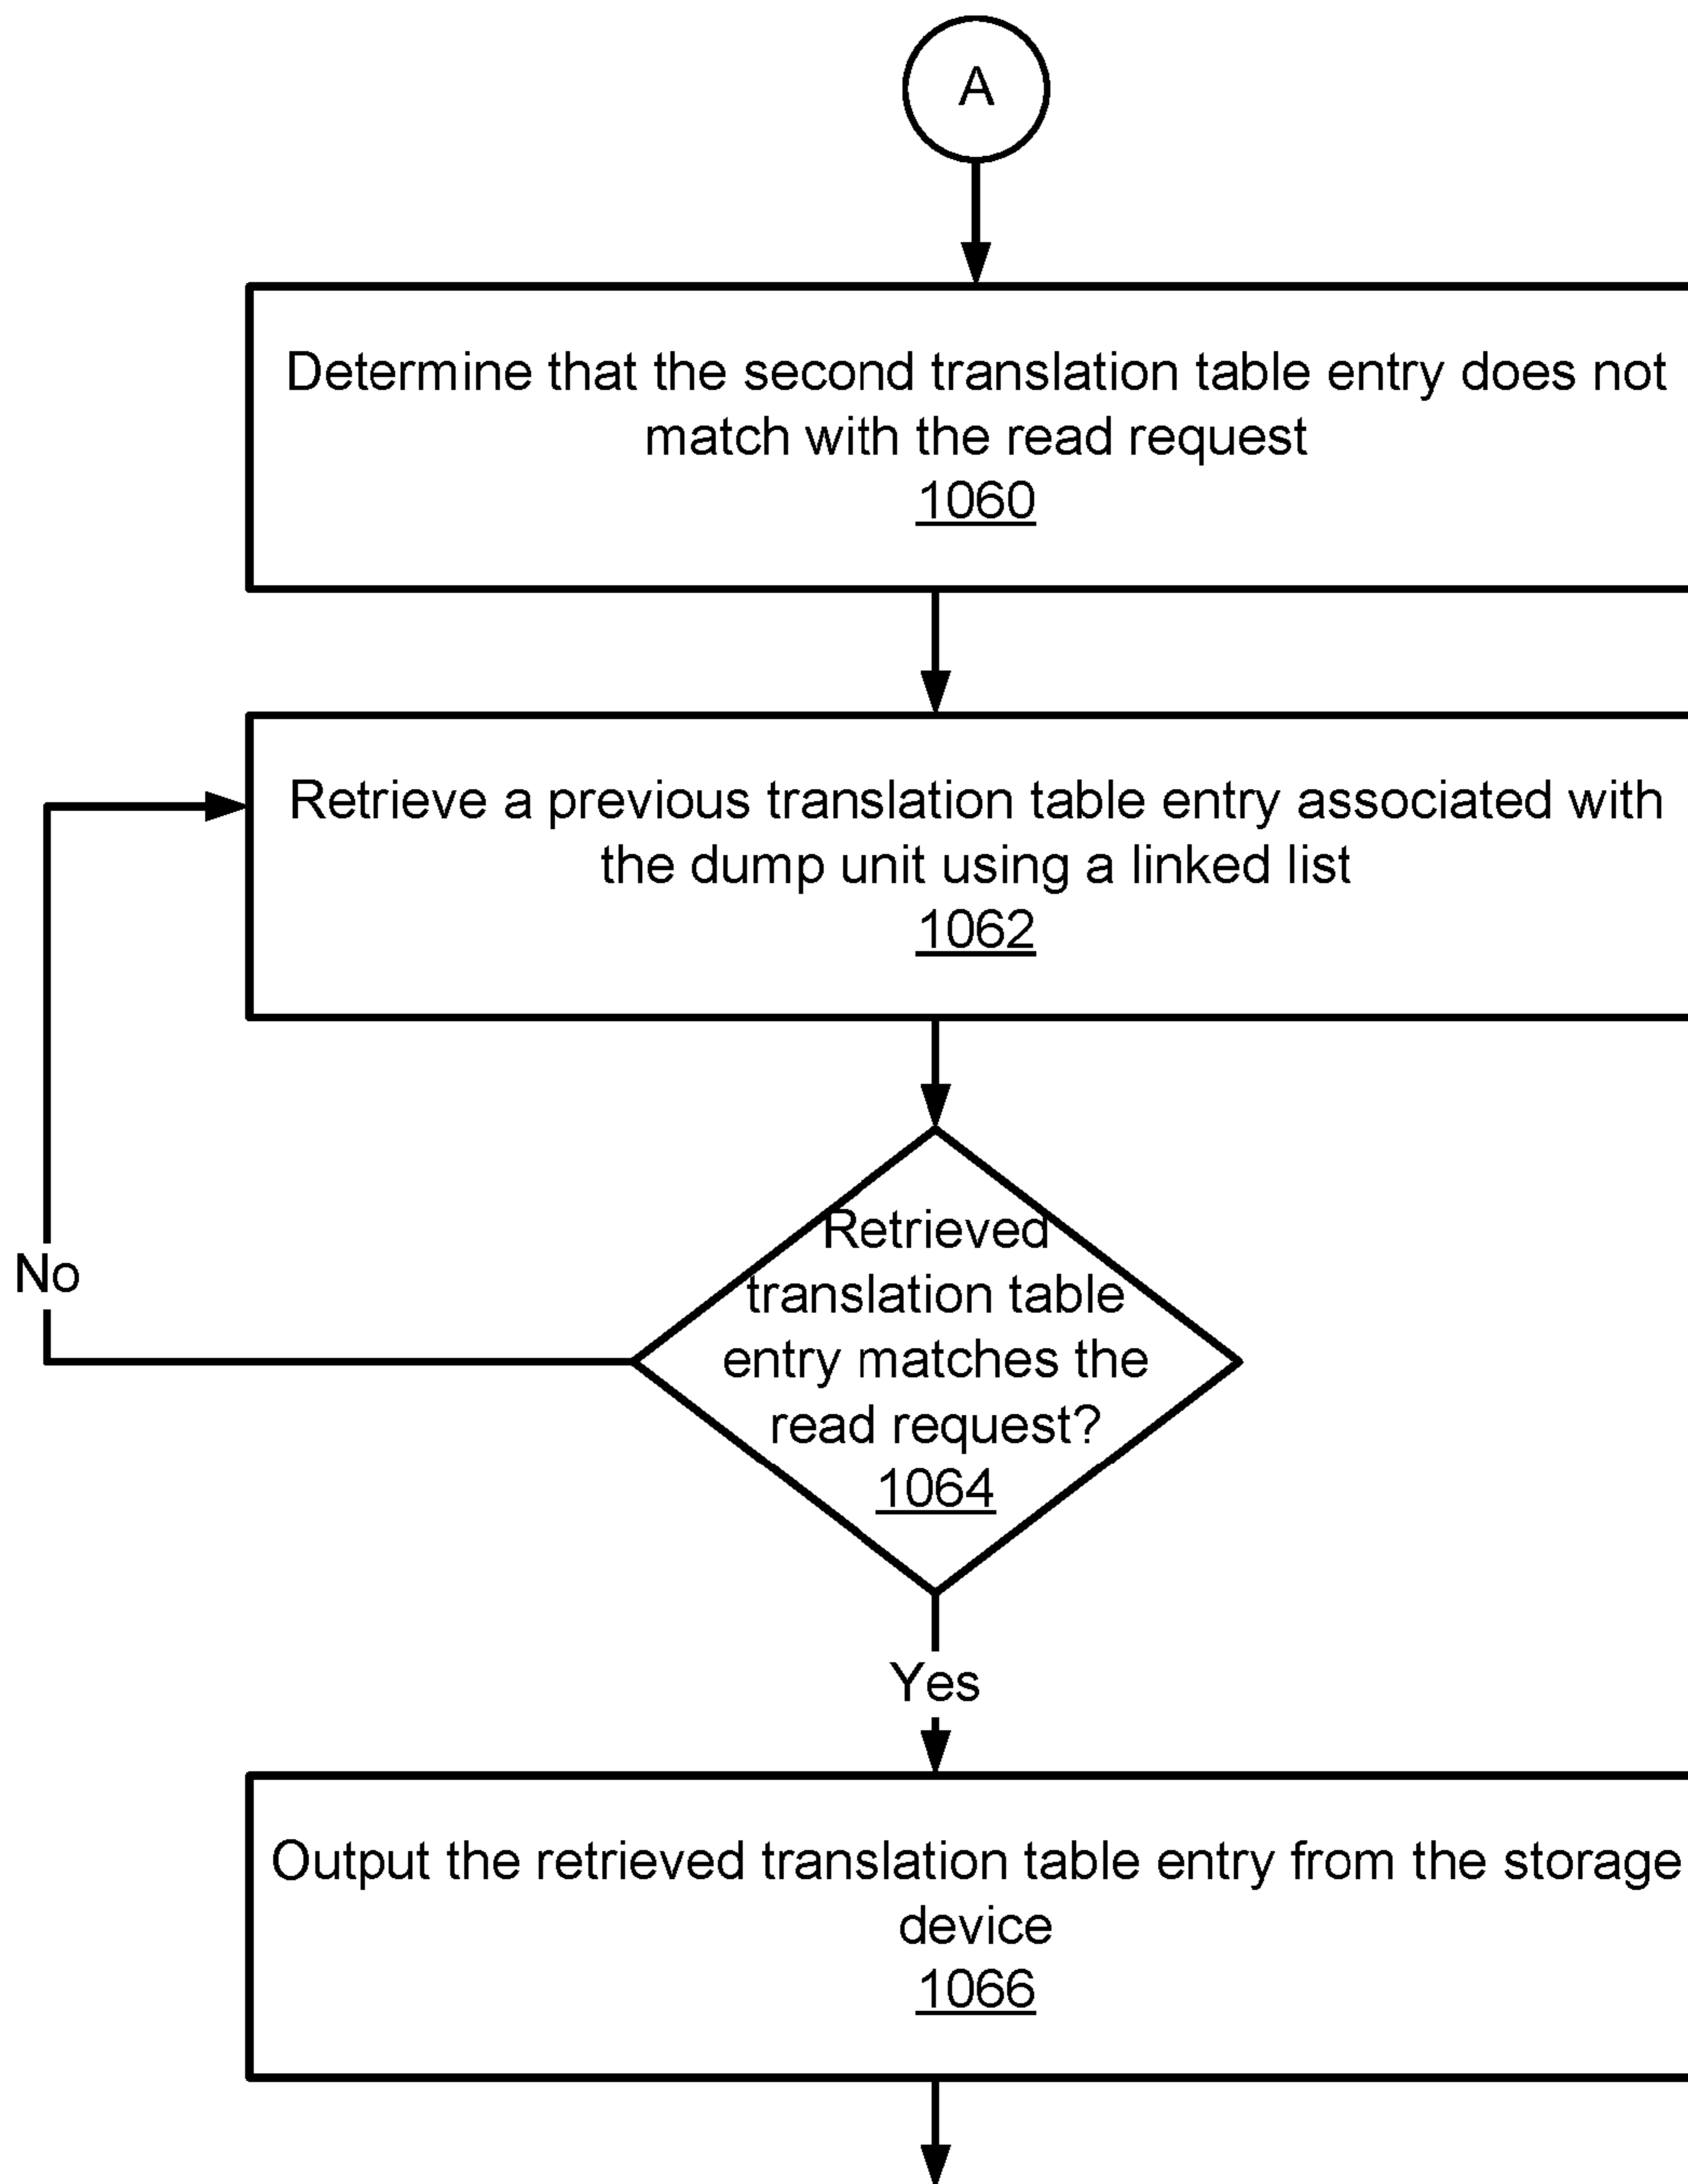 A
Determine that the second translation table entry does not
match with the read request
1060
Retrieve a previous translation table entry associated with
the dump unit using a linked list
1062
No
Retrieved
translation table
entry matches the
read request?
1064
Yes
Output the retrieved translation table entry from the storage
device
1066